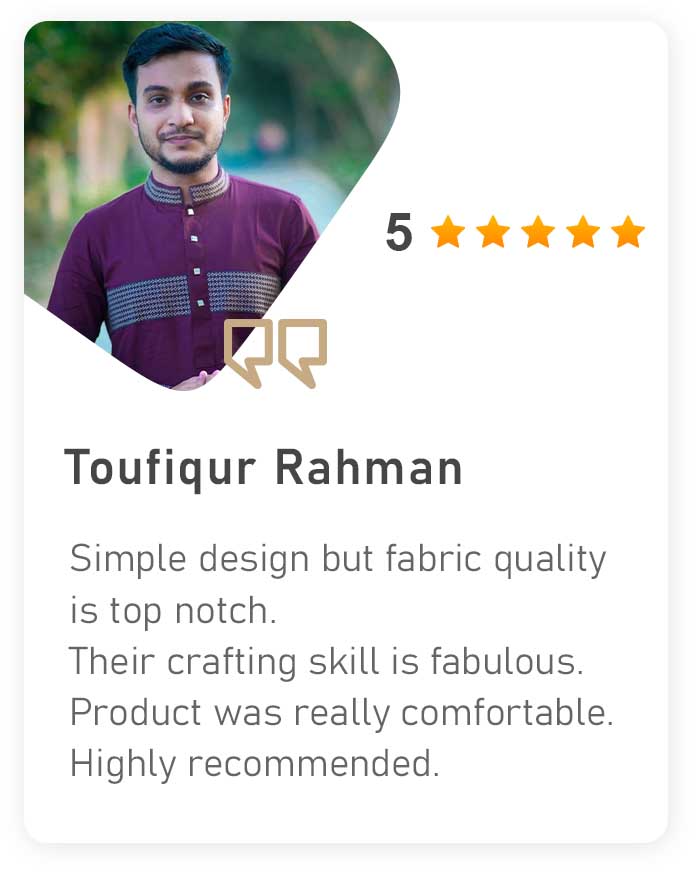 5
Toufiqur Rahman
Simple design but fabric quality
is top notch.
Their crafting skill is fabulous.
Product was really comfortable.
Highly recommended.